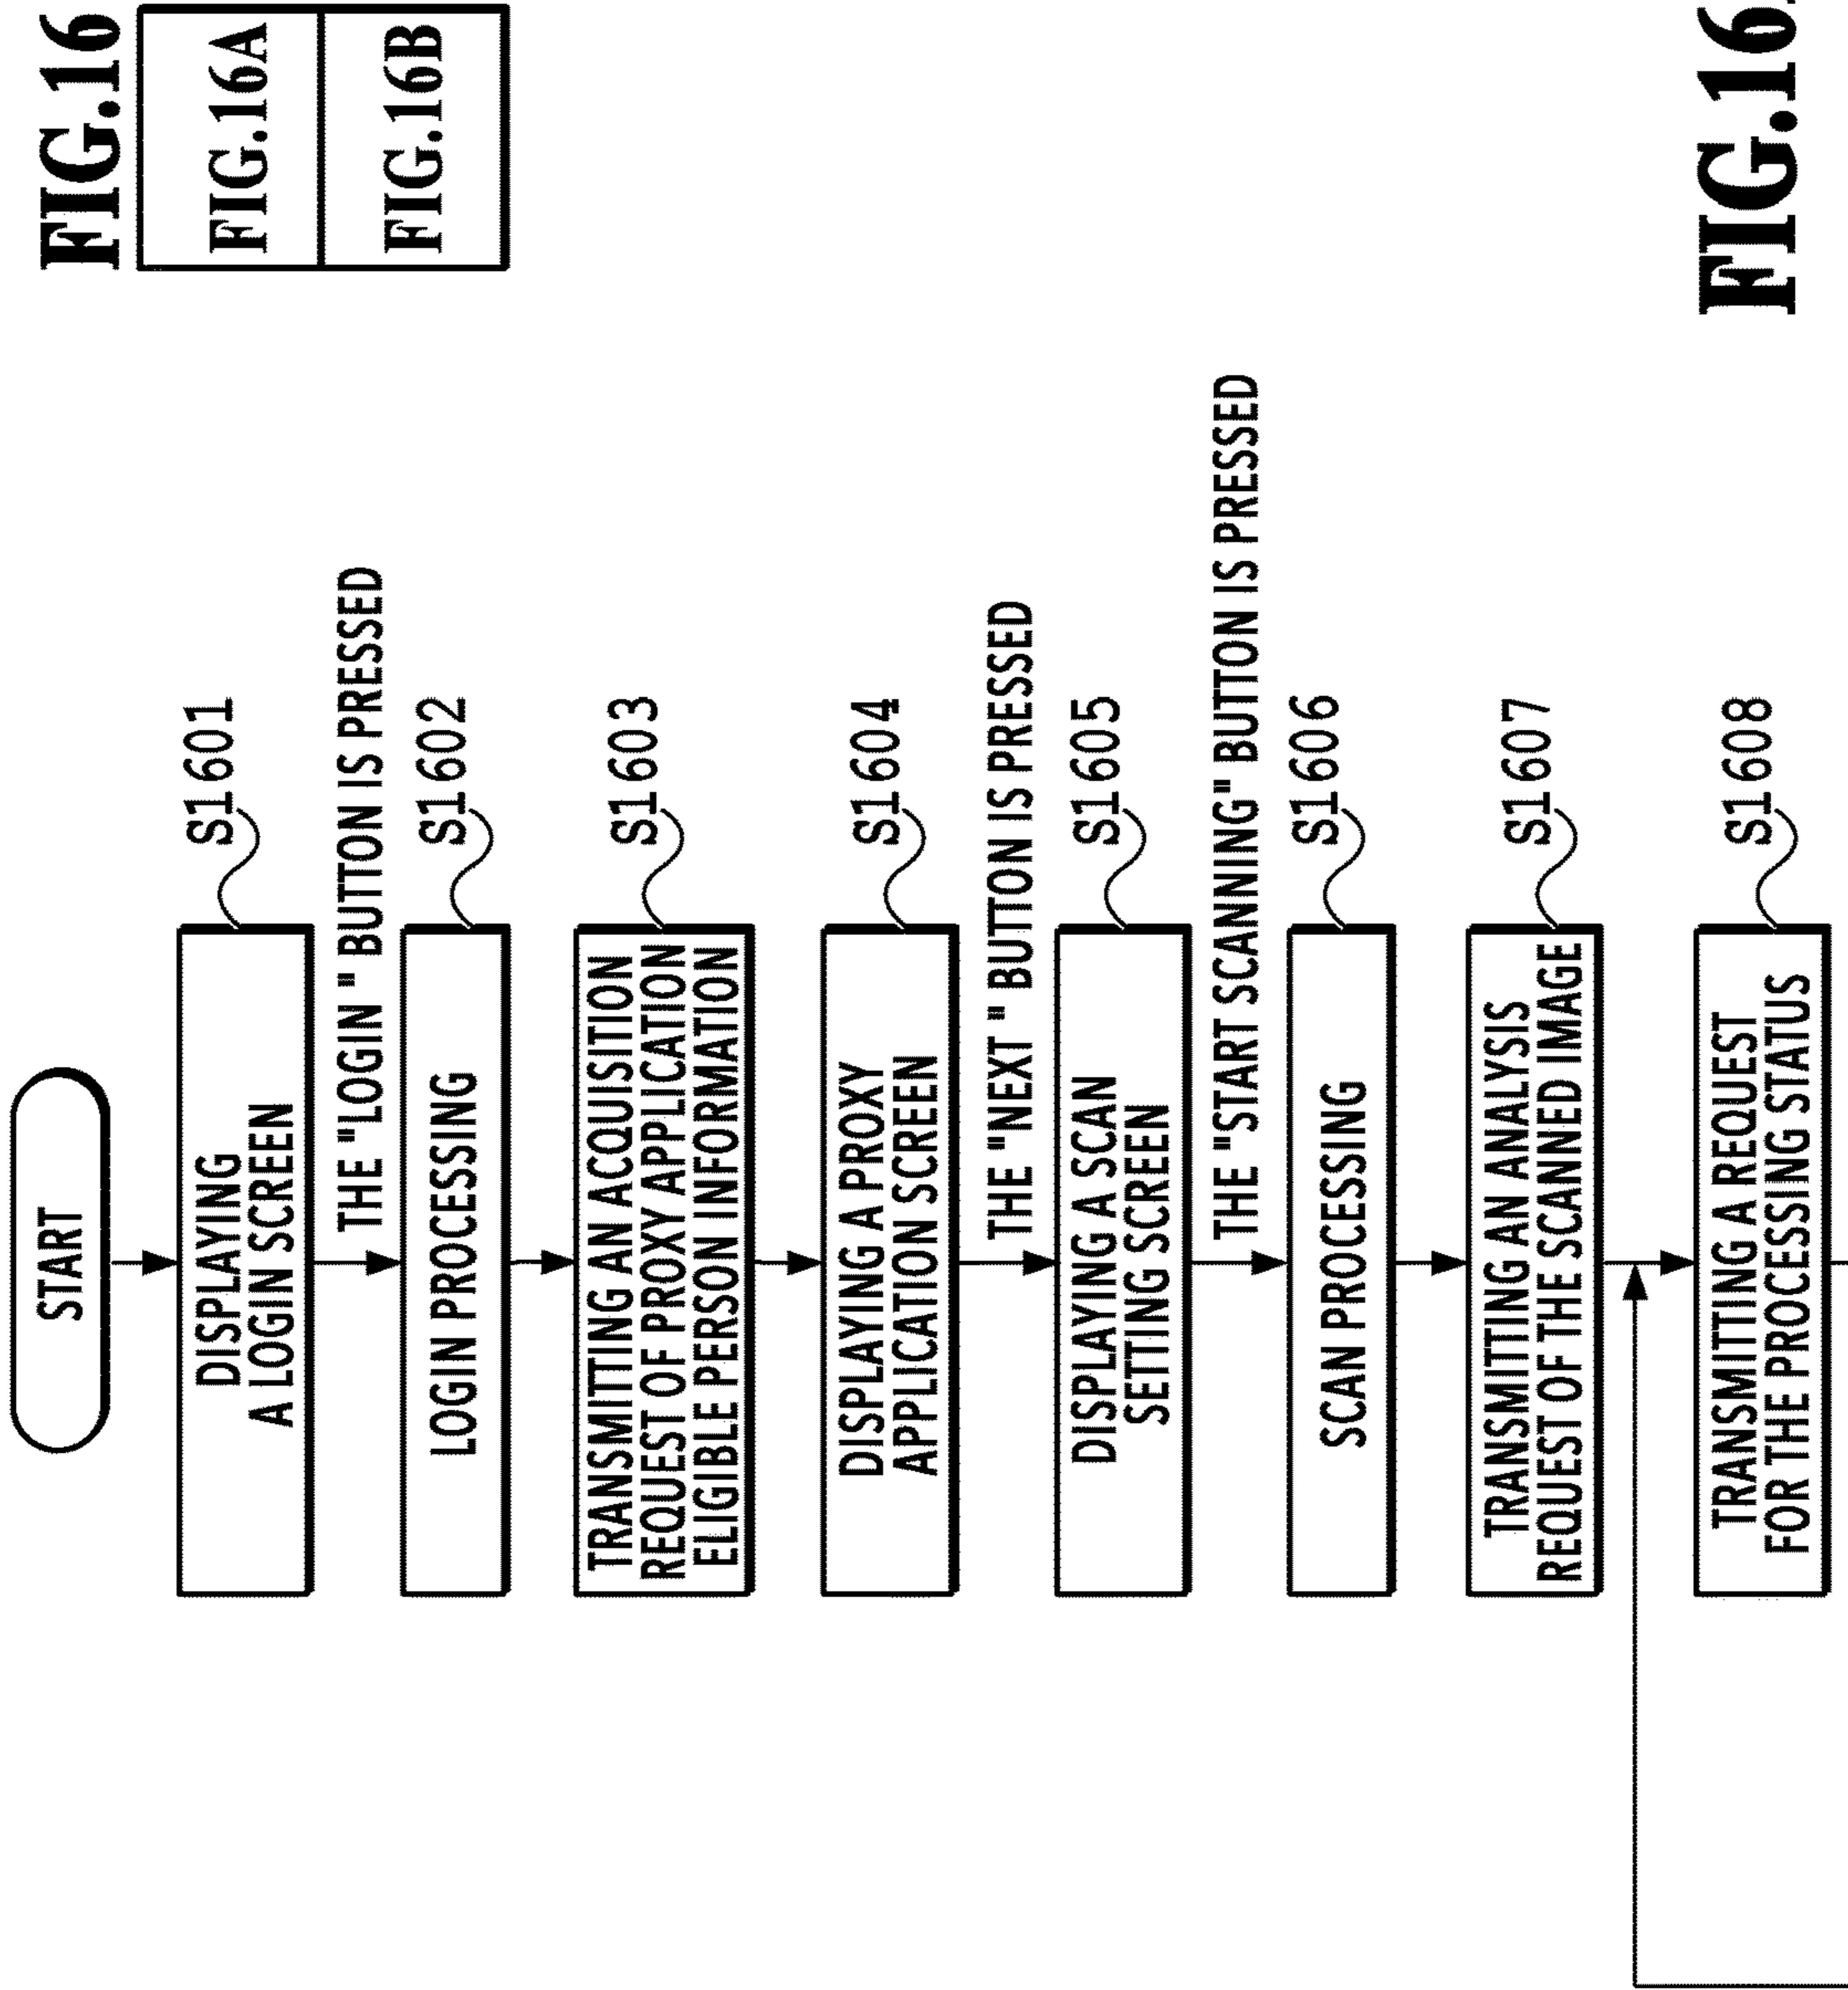 FIG.16
FIG.16A
FIG.16B
START
DISPLAYING
A LOGIN SCREEN
S1601
THE "LOGIN " BUTTON IS PRESSED
LOGIN PROCESSING
S1602
TRANSMITTING AN ACQUISITION
REQUEST OF PROXY APPLICATION
ELIGIBLE PERSON INFORMATION
S1603
DISPLAYING A PROXY
APPLICATION SCREEN
S1604
THE "NEXT " BUTTON IS PRESSED
DISPLAYING A SCAN
SETTING SCREEN
S1605
THE "START SCANNING" BUTTON IS PRESSED
SCAN PROCESSING
S1606
TRANSMITTING AN ANALYSIS
REQUEST OF THE SCANNED IMAGE
S1607
TRANSMITTING A REQUEST
FOR THE PROCESSING STATUS
S1608
FIG.16